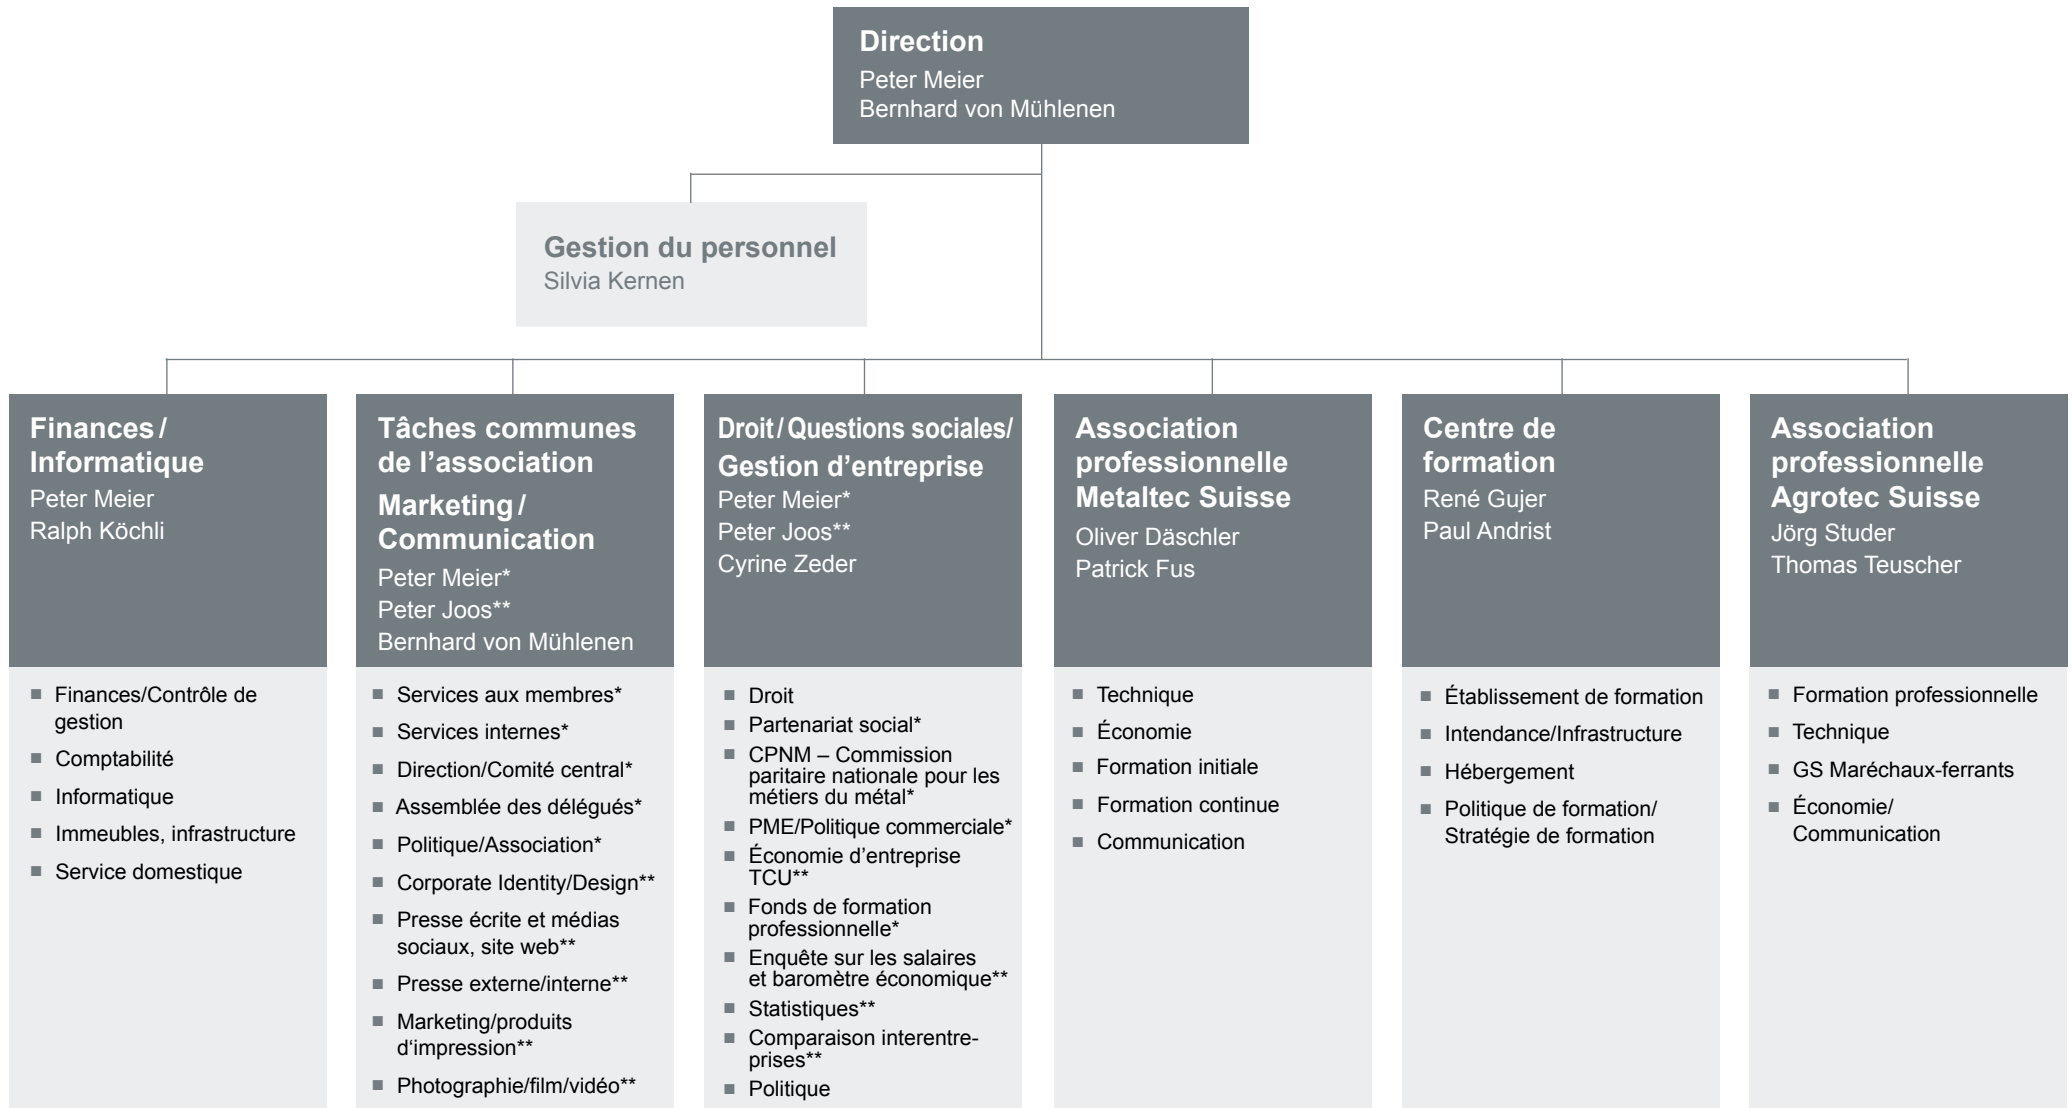 Direction
Peter Meier
Bernhard von Mühlenen
Gestion du personnel
Silvia Kernen
Finances /
Informatique
Peter Meier
Ralph Köchli
■ Finances/Contrôle de
gestion
■ Comptabilité
■ Informatique
■ Immeubles, infrastructure
■ Service domestique
Tâches communes
de l’association
Marketing /
Communication
Peter Meier*
Peter Joos**
Bernhard von Mühlenen
■ Services aux membres*
■ Services internes*
■ Direction/Comité central*
■ Assemblée des délégués*
■ Politique/Association*
■ Corporate Identity/Design**
■ Presse écrite et médias
sociaux, site web**
■ Presse externe/interne**
■ Marketing/produits
d‘impression**
■ Photographie/film/vidéo**
Droit / Questions sociales/
Gestion d’entreprise
Peter Meier*
Peter Joos**
Cyrine Zeder
■ Droit
■ Partenariat social*
■ CPNM – Commission
paritaire nationale pour les
métiers du métal*
■ PME/Politique commerciale*
■ Économie d’entreprise
TCU**
■ Fonds de formation
professionnelle*
■ Enquête sur les salaires
et baromètre économique**
■ Statistiques**
■ Comparaison interentre-
prises**
■ Politique
Association
professionnelle
Metaltec Suisse
Oliver Däschler
Patrick Fus
■ Technique
■ Économie
■ Formation initiale
■ Formation continue
■ Communication
Centre de
formation
René Gujer
Paul Andrist
■ Établissement de formation
■ Intendance/Infrastructure
■ Hébergement
■ Politique de formation/
Stratégie de formation
Association
professionnelle
Agrotec Suisse
Jörg Studer
Thomas Teuscher
■ Formation professionnelle
■ Technique
■ GS Maréchaux-ferrants
■ Économie/
Communication